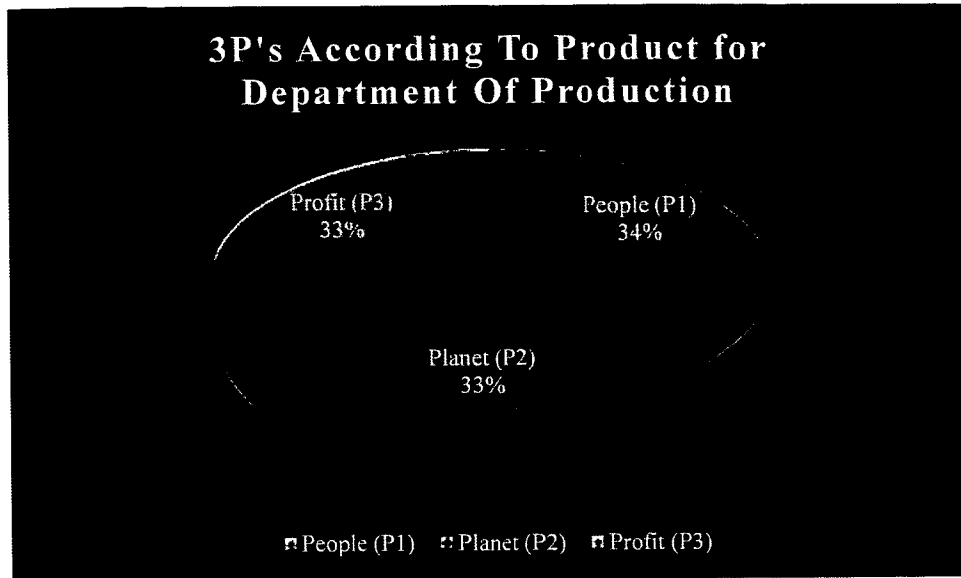 3P's According To Product for
Department Of Production
Profit (P3)
33%
People (P1)
34%
Planet (P2)
33%
People (P1) Planet (P2) Profit (P3)